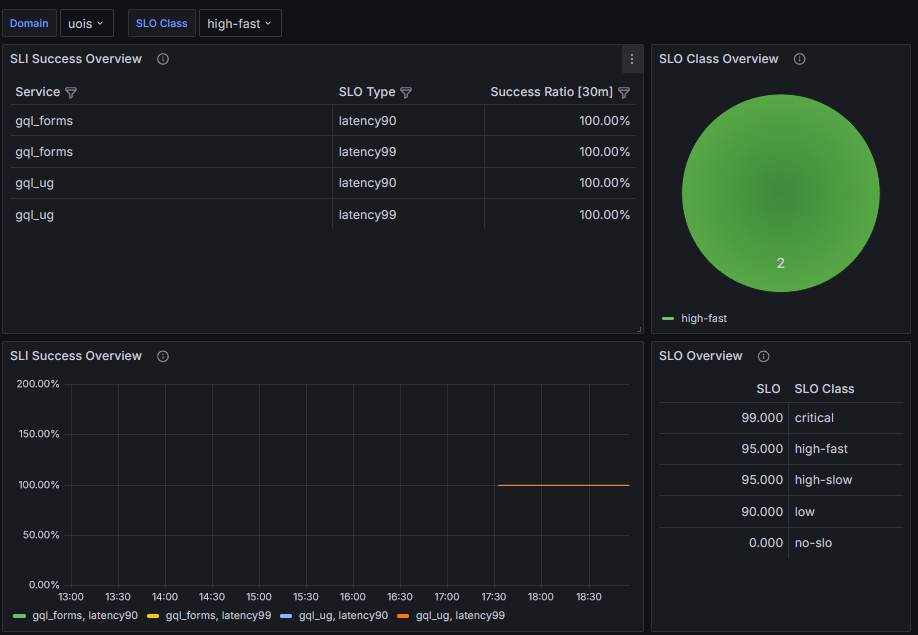 Domain uois SLO Class high-fast
SLI Success Overview
Service SLO Type Success Ratio [30m]
gql_forms latency90 100.00%
gql_forms latency99 100.00%
gql_ug latency90 100.00%
gql_ug latency99 100.00%
SLO Class Overview
2
high-fast
SLI Success Overview
200.00%
150.00%
100.00%
50.00%
0.00%
13:00 13:30 14:00 14:30 15:00 15:30 16:00 16:30 17:00 17:30 18:00 18:30
gql_forms, latency90 gql_forms, latency99 gql_ug, latency90 gql_ug, latency99
SLO Overview
SLO SLO Class
99.000 critical
95.000 high-fast
95.000 high-slow
90.000 low
0.000 no-slo